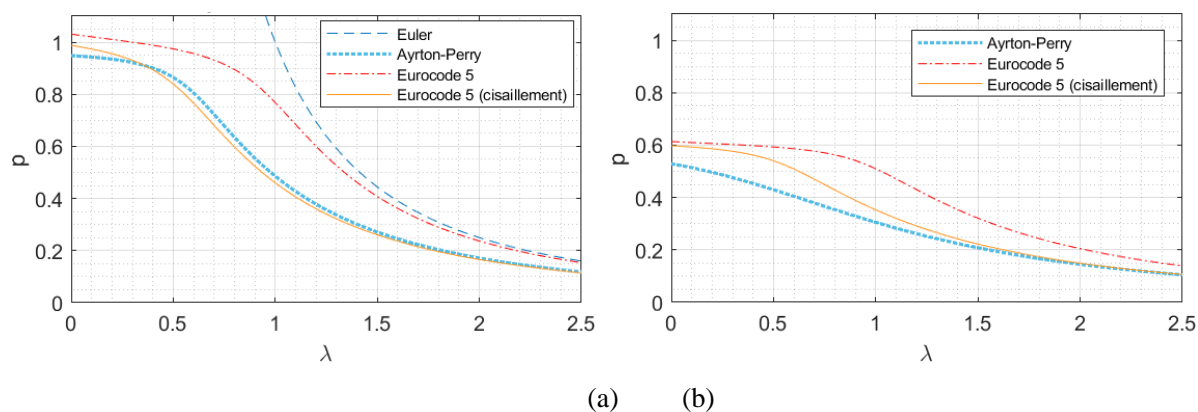 Euler
Ayrton-Perry
Eurocode 5
Eurocode 5 (cisaillement)
1
0.8
0.6
0.4
0.2
0
p
0 0.5 1 1.5 2 2.5
λ
Ayrton-Perry
Eurocode 5
Eurocode 5 (cisaillement)
1
0.8
0.6
0.4
0.2
0
p
0 0.5 1 1.5 2 2.5
λ
(a) (b)